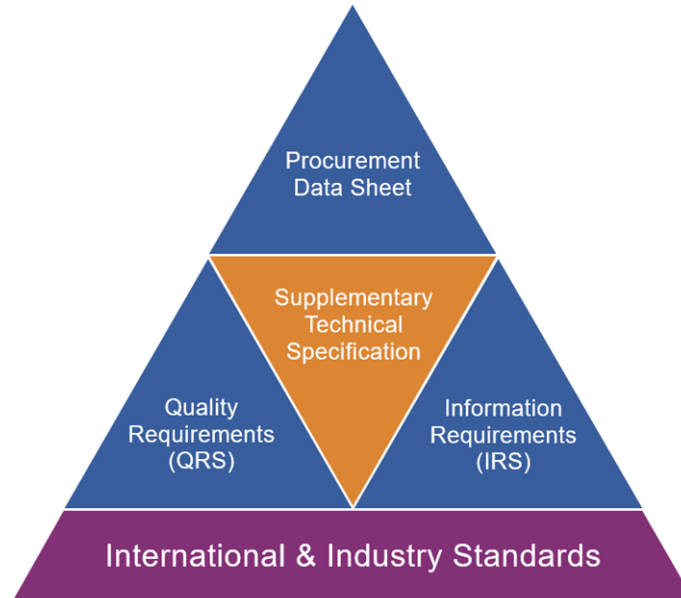 Procurement
Data Sheet
Supplementary
Technical
Specification
Quality
Requirements
(QRS)
Information
Requirements
(IRS)
International & Industry Standards